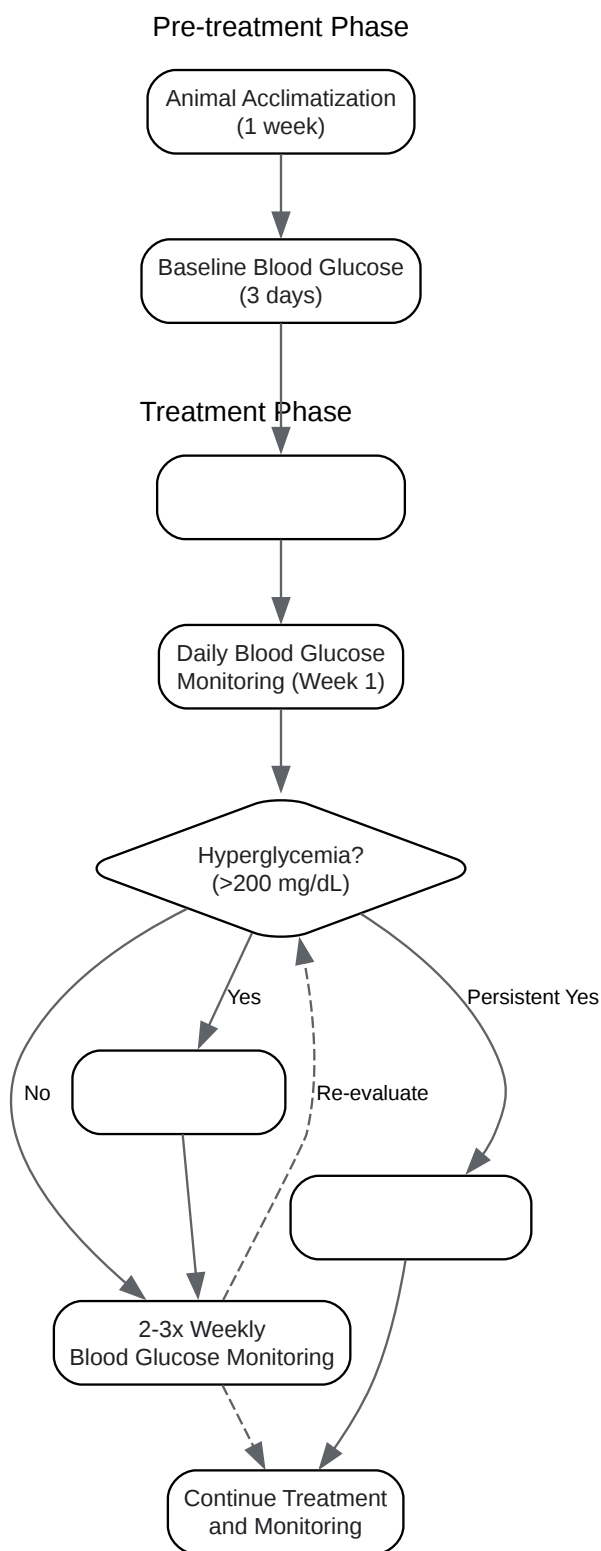 Pre-treatment Phase
Animal Acclimatization
(1 week)
Baseline Blood Glucose
(3 days)
Treatment Phase
Daily Blood Glucose
Monitoring (Week 1)
Hyperglycemia?
(>200 mg/dL)
Yes
Persistent Yes
No
Re-evaluate
2-3x Weekly
Blood Glucose Monitoring
Continue Treatment
and Monitoring